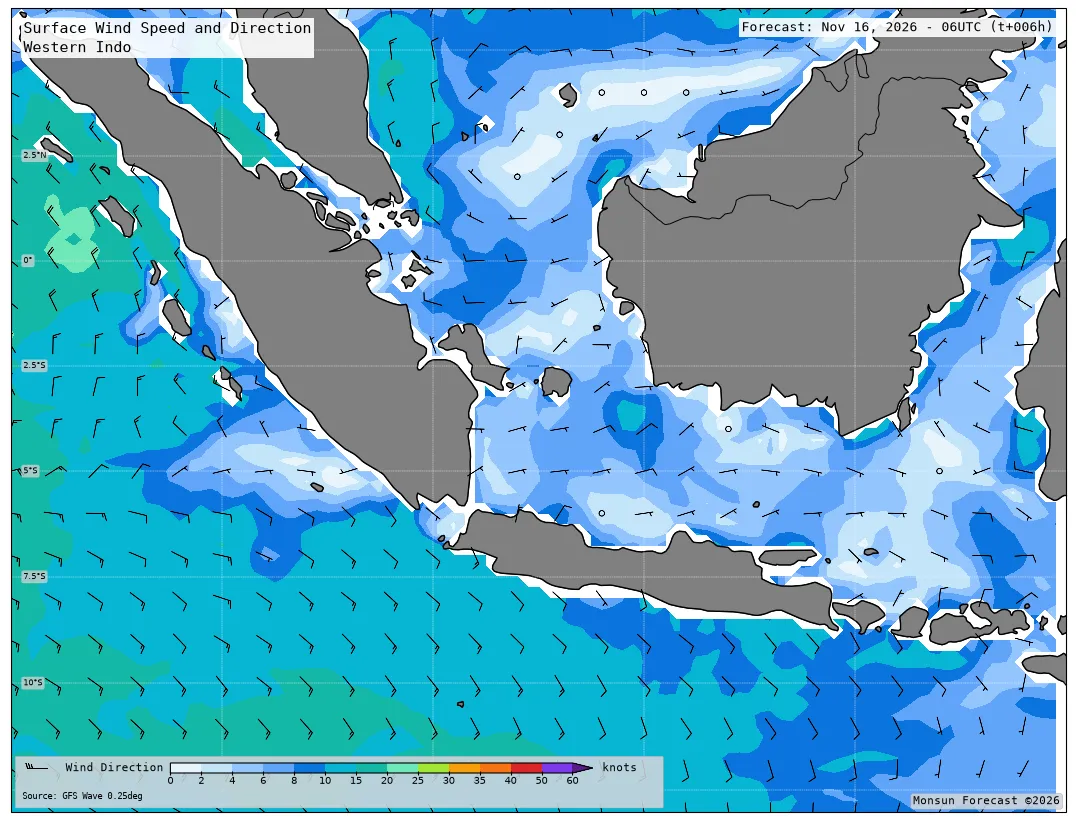 Surface Wind Speed and Direction
Western Indo
Forecast: Nov 16, 2026 - 06UTC (t+006h)
2.5°N
0°
2.5°S
5°S
7.5°S
10°S
Wind Direction
knots
0 2 4 6 8 10 15 20 25 30 35 40 50 60
Source: GFS Wave 0.25deg
Monsun Forecast ©2026